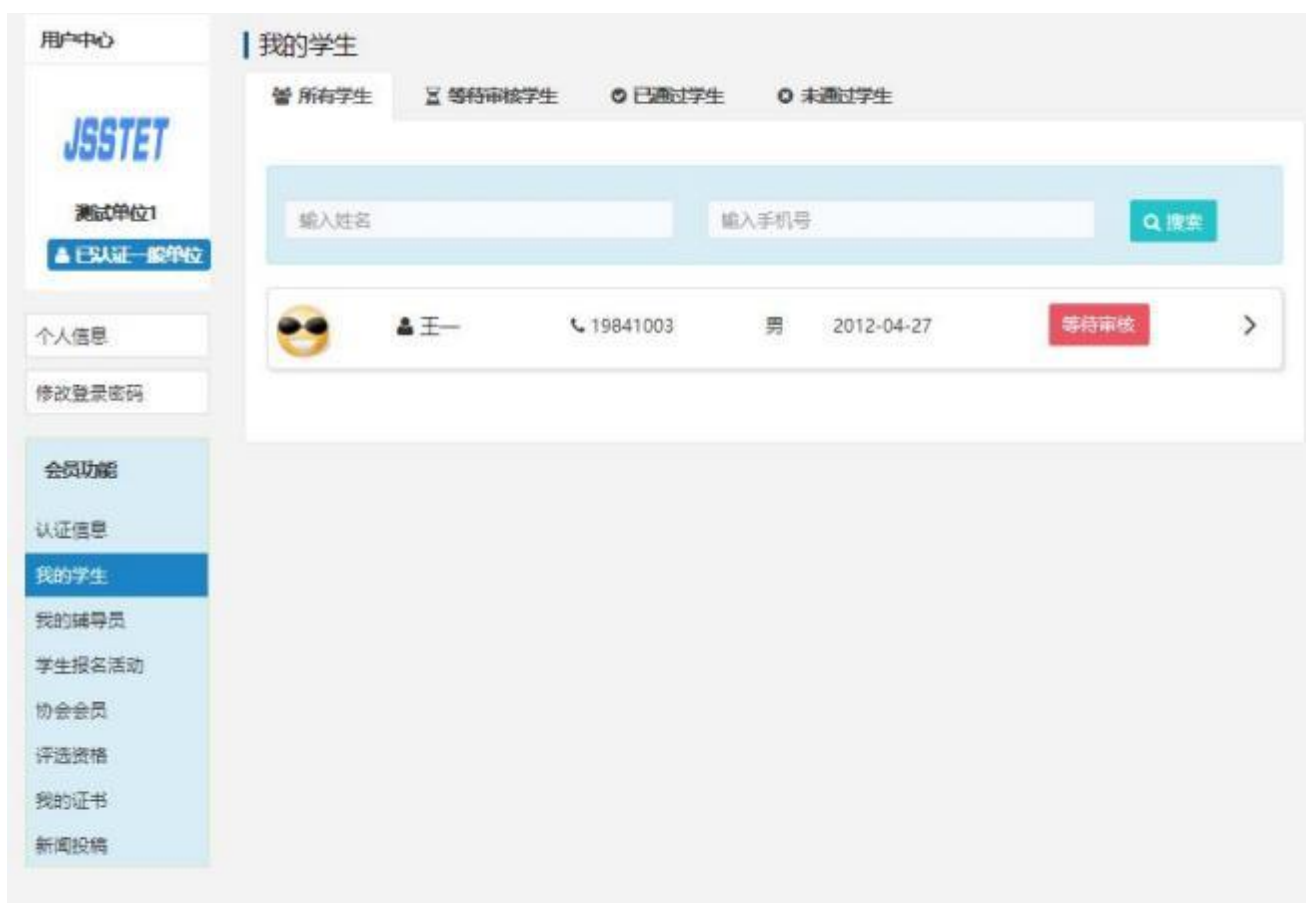 用户中心
JSSTET
测试单位1
已认证一般单位
个人信息
修改登录密码
会员功能
认证信息
我的学生
我的辅导员
学生报名活动
协会会员
评选资格
我的证书
新闻投稿
我的学生
所有学生 等待审核学生 已通过学生 未通过学生
输入姓名 输入手机号 搜索
王一 19841003 男 2012-04-27 等待审核